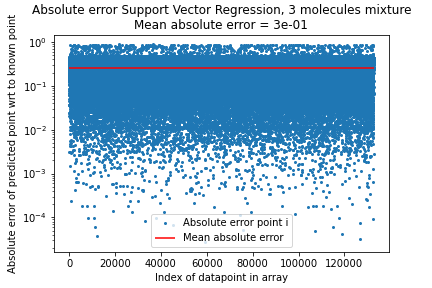 Absolute error Support Vector Regression, 3 molecules mixture
Mean absolute error = 3e-01
Absolute error of predicted point wrt to known point
10⁰
10⁻¹
10⁻²
10⁻³
10⁻⁴
Absolute error point i
Mean absolute error
0 20000 40000 60000 80000 100000 120000
Index of datapoint in array